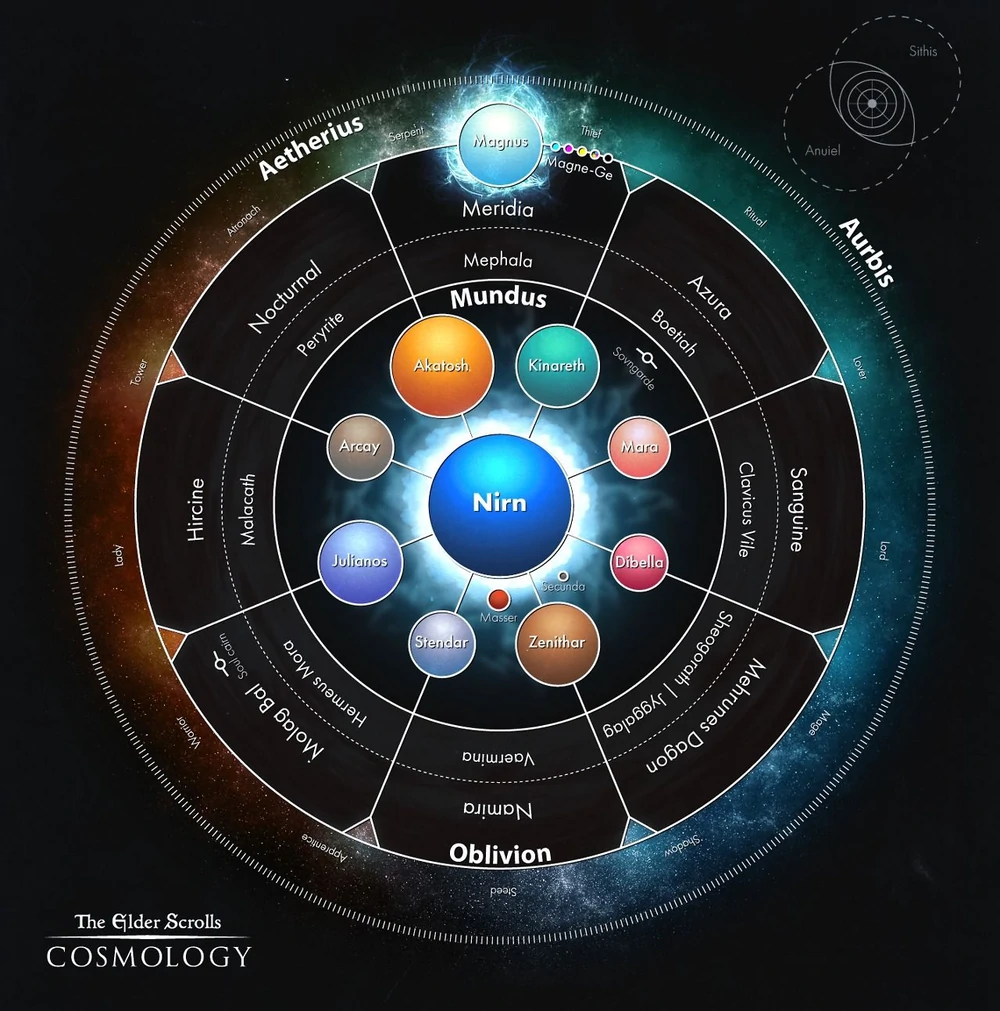 Sithis
Anuiel
Aetherius
Serpent
Magnus
Thief
Magne-Ge
Atronach
Ritual
Aurbis
Meridia
Mephala
Mundus
Nocturnal
Peryrite
Azura
Boetiah
Sovngarde
Akatosh
Kinareth
Tower
Lover
Arcay
Mara
Hircine
Malacath
Nirn
Clavicus Vile
Sanguine
Lady
Lord
Julianos
Dibella
Secunda
Masser
Stendar
Zenithar
Soul cairn
Molag Bal
Hermeus Mora
Sheogorath | Jyggalag
Mehrunes Dagon
Warrior
Mage
Vaermina
Namira
Oblivion
Apprentice
Shadow
Steed
The Elder Scrolls
COSMOLOGY